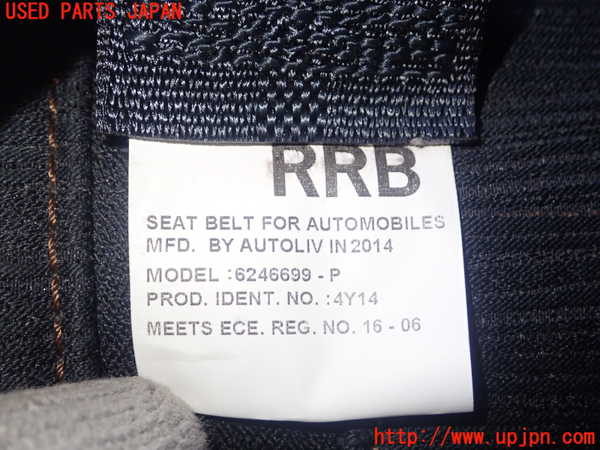 USED PARTS JAPAN
RRB
SEAT BELT FOR AUTOMOBILES
MFD. BY AUTOLIV IN 2014
MODEL :6246699 - P
PROD. IDENT. NO. :4Y14
MEETS ECE. REG. NO. 16 - 06
http://www.upjpn.com/